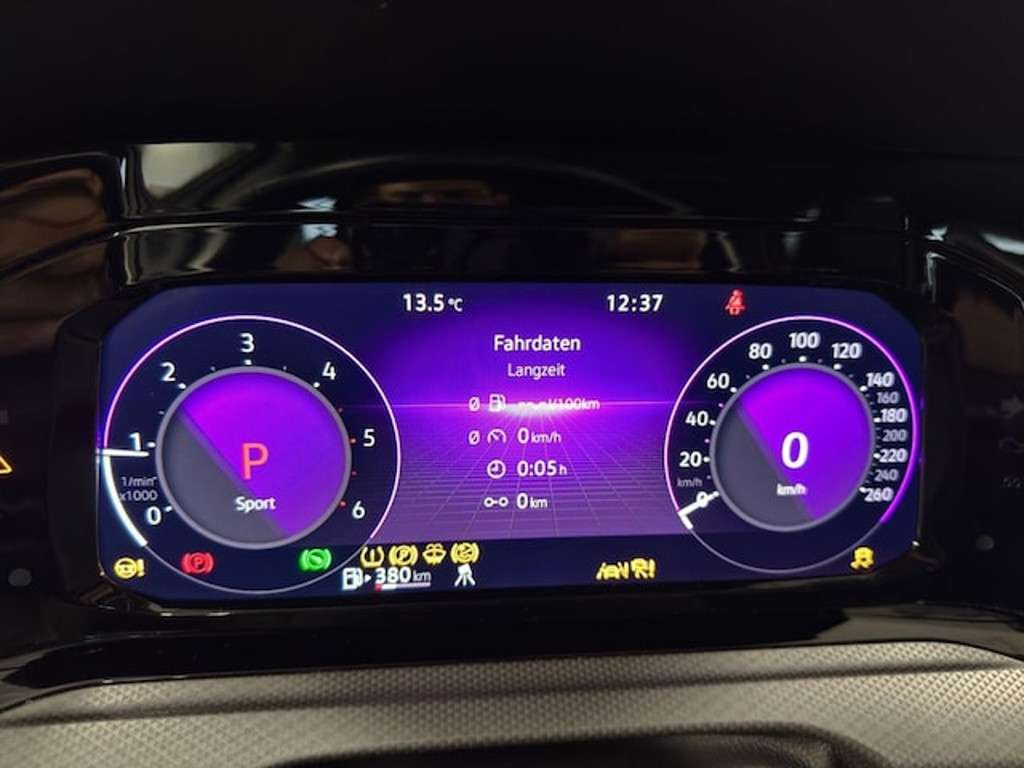 13.5 °C
12:37
Fahrdaten
Langzeit
Ø l/100km
Ø 0 km/h
0:05 h
0 km
0
1
2
3
4
5
6
1/min
x1000
P
Sport
0
20
40
60
80
100
120
140
160
180
200
220
240
260
km/h
0
km/h
380 km